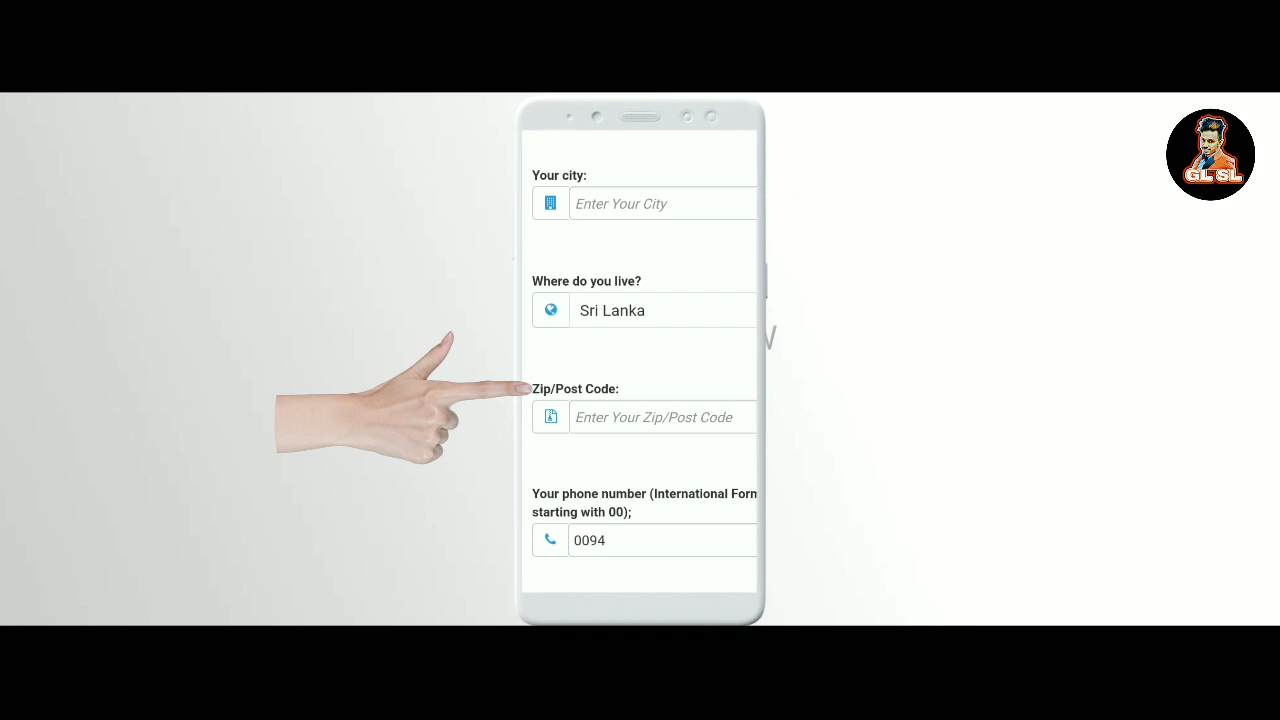 GL SL
Your city:
Enter Your City
Where do you live?
Sri Lanka
Zip/Post Code:
Enter Your Zip/Post Code
Your phone number (International Form
starting with 00);
0094